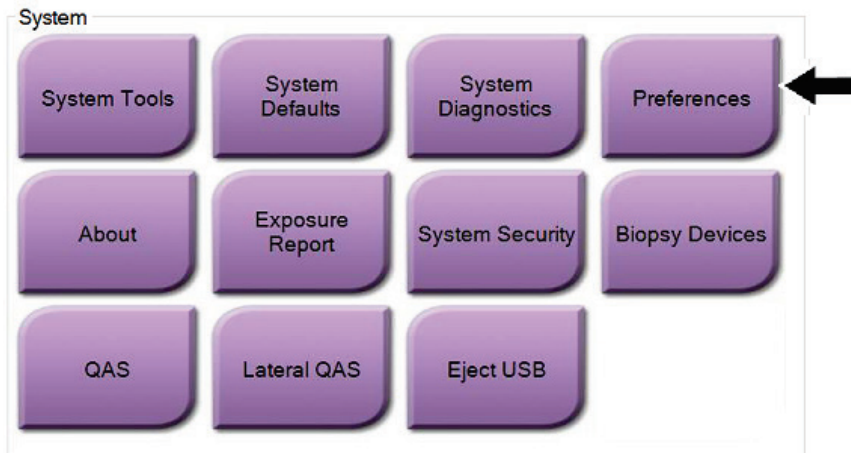 System
System Tools
System
Defaults
System
Diagnostics
Preferences
About
Exposure
Report
System Security
Biopsy Devices
QAS
Lateral QAS
Eject USB